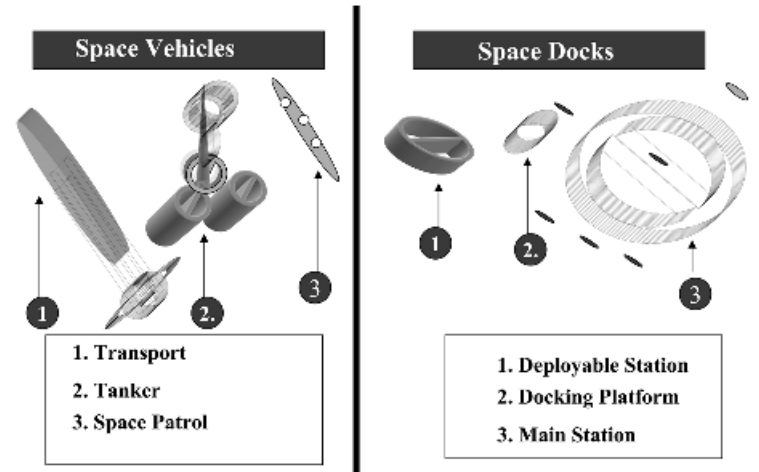 Space Vehicles
1
2.
3
1. Transport
2. Tanker
3. Space Patrol
Space Docks
1
2.
3
1. Deployable Station
2. Docking Platform
3. Main Station